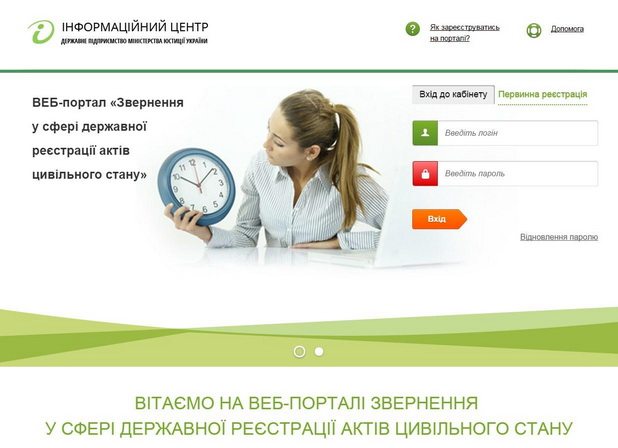 ІНФОРМАЦІЙНИЙ ЦЕНТР
ДЕРЖАВНЕ ПІДПРИЄМСТВО МІНІСТЕРСТВА ЮСТИЦІЇ УКРАЇНИ
Як зареєструватись
на порталі?
Допомога
ВЕБ-портал «Звернення
у сфері державної
реєстрації актів
цивільного стану»
Вхід до кабінету
Первинна реєстрація
Введіть логін
Введіть пароль
Вхід
Відновлення паролю
ВІТАЄМО НА ВЕБ-ПОРТАЛІ ЗВЕРНЕННЯ
У СФЕРІ ДЕРЖАВНОЇ РЕЄСТРАЦІЇ АКТІВ ЦИВІЛЬНОГО СТАНУ